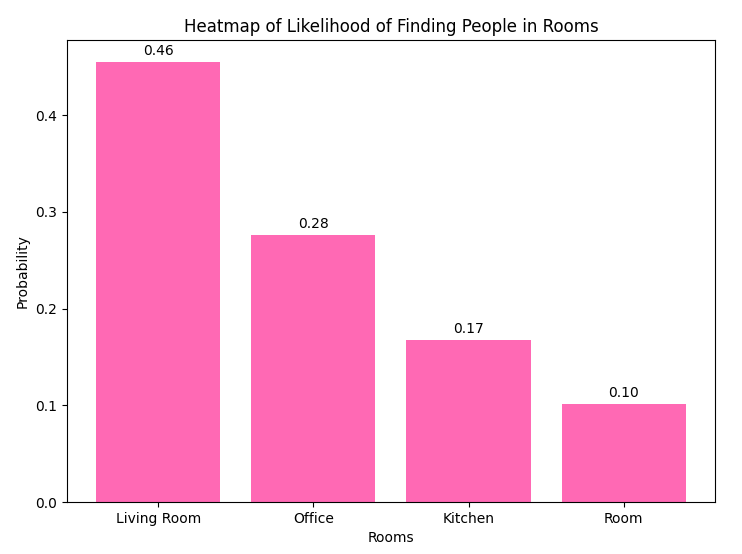 Heatmap of Likelihood of Finding People in Rooms
0.46
0.28
0.17
0.10
Probability
0.4
0.3
0.2
0.1
0.0
Living Room Office Kitchen Room
Rooms